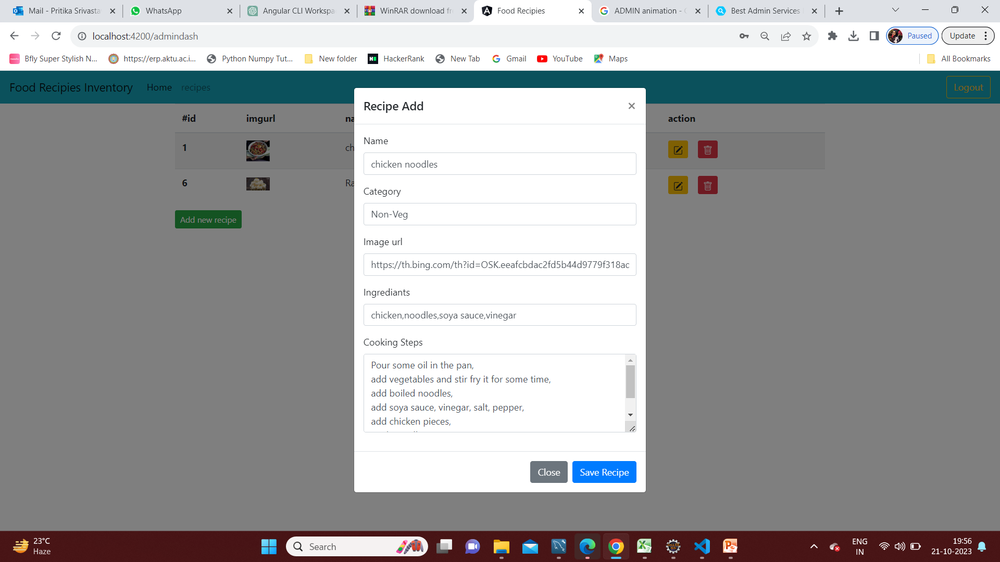 Mail - Pritika Srivasta
WhatsApp
Angular CLI Workspa
WinRAR download fr
Food Recipies
ADMIN animation - G
Best Admin Services
localhost:4200/admindash
Paused
Update
Bfly Super Stylish N...
https://erp.aktu.ac.i...
Python Numpy Tut...
New folder
HackerRank
New Tab
Gmail
YouTube
Maps
All Bookmarks
Food Recipies Inventory
Home
recipes
Logout
Recipe Add
#id
imgurl
na
action
1
ch
6
Ra
Add new recipe
Name
chicken noodles
Category
Non-Veg
Image url
https://th.bing.com/th?id=OSK.eeafcbdac2fd5b44d9779f318ac
Ingrediants
chicken,noodles,soya sauce,vinegar
Cooking Steps
Pour some oil in the pan,
add vegetables and stir fry it for some time,
add boiled noodles,
add soya sauce, vinegar, salt, pepper,
add chicken pieces,
Close
Save Recipe
23°C
Haze
Search
ENG
IN
19:56
21-10-2023